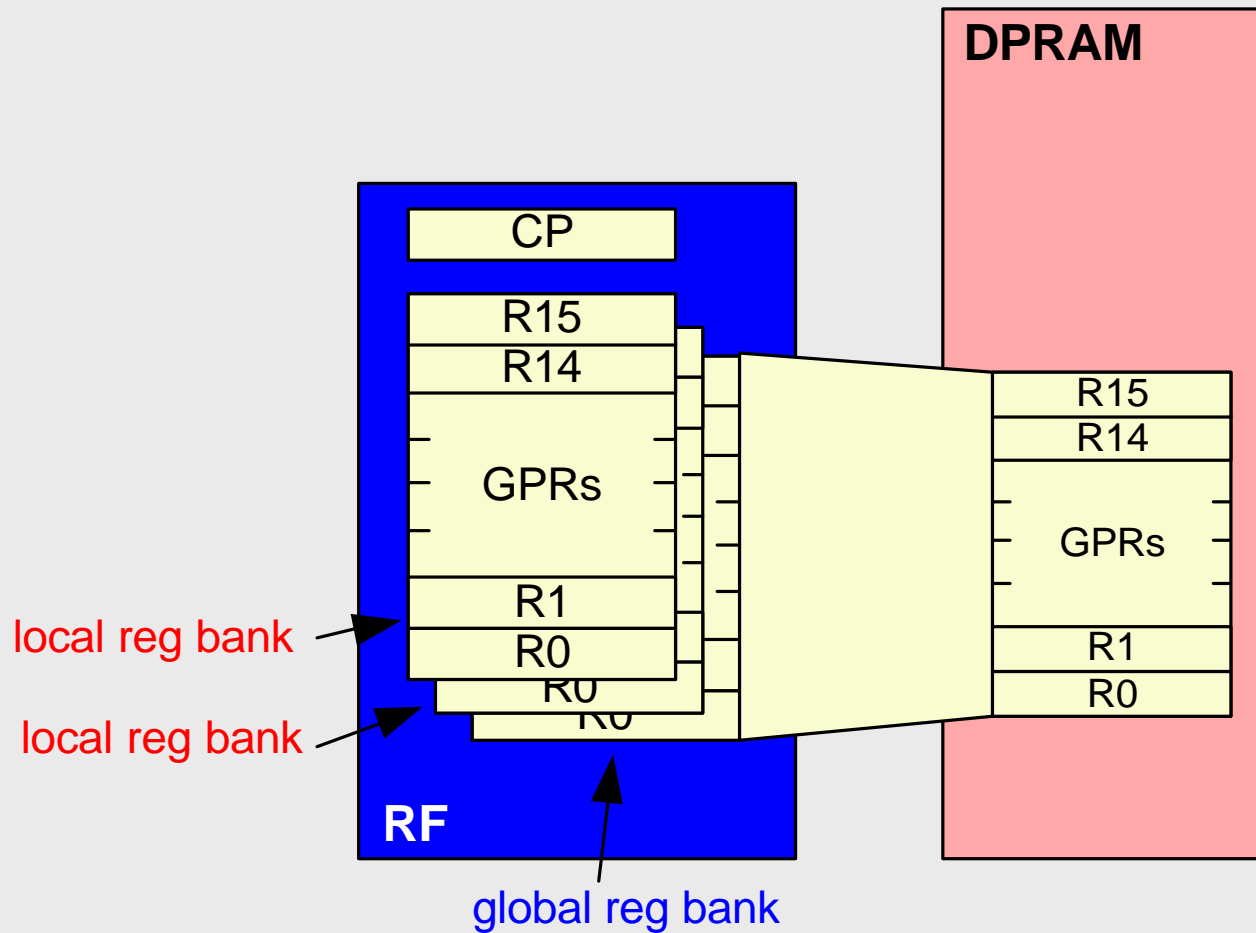 DPRAM
CP
R15
R14
GPRs
R1
R0
R0
R0
R15
R14
GPRs
R1
R0
local reg bank
local reg bank
RF
global reg bank